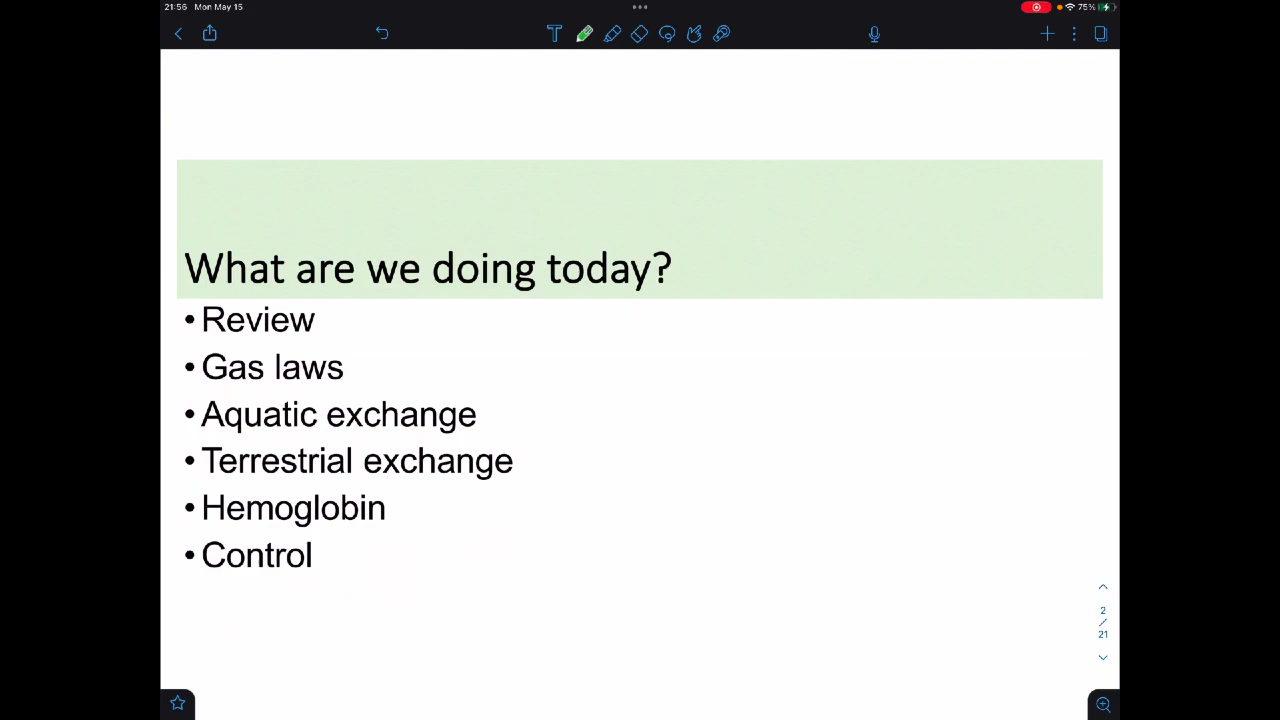 21:56 Mon May 15
75%
T
What are we doing today?
• Review
• Gas laws
• Aquatic exchange
• Terrestrial exchange
• Hemoglobin
• Control
2
/
21